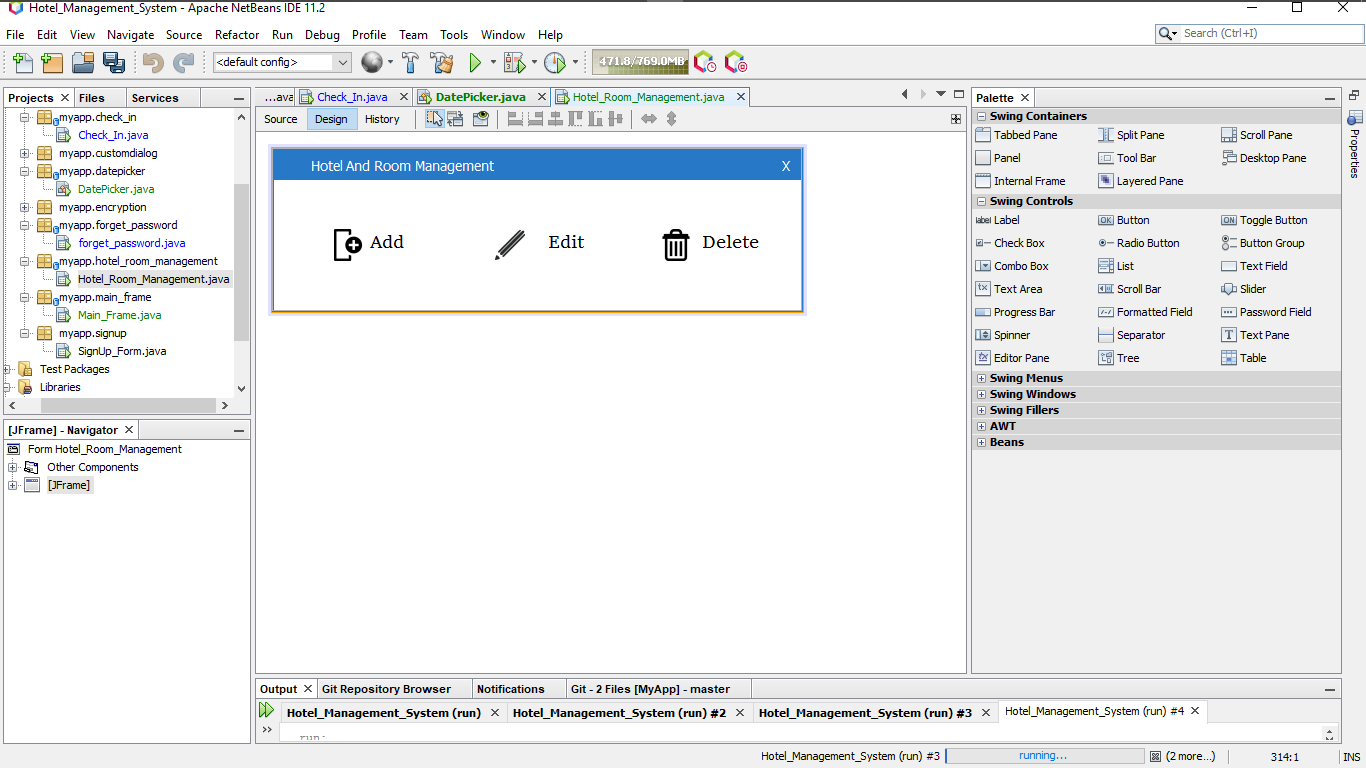 Hotel_Management_System - Apache NetBeans IDE 11.2
File Edit View Navigate Source Refactor Run Debug Profile Team Tools Window Help
Search (Ctrl+I)
<default config>
471.8/769.0MB
Projects Files Services
myapp.check_in
Check_In.java
myapp.customdialog
myapp.datepicker
DatePicker.java
myapp.encryption
myapp.forget_password
forget_password.java
myapp.hotel_room_management
Hotel_Room_Management.java
myapp.main_frame
Main_Frame.java
myapp.signup
SignUp_Form.java
Test Packages
Libraries
[JFrame] - Navigator
Form Hotel_Room_Management
Other Components
[JFrame]
...ava Check_In.java DatePicker.java Hotel_Room_Management.java
Source Design History
Hotel And Room Management X
Add Edit Delete
Palette
Swing Containers
Tabbed Pane Split Pane Scroll Pane
Panel Tool Bar Desktop Pane
Internal Frame Layered Pane
Swing Controls
label Label OK Button ON Toggle Button
Check Box Radio Button Button Group
Combo Box List Text Field
Text Area Scroll Bar Slider
Progress Bar Formatted Field Password Field
Spinner Separator T Text Pane
Editor Pane Tree Table
Swing Menus
Swing Windows
Swing Fillers
AWT
Beans
Properties
Output Git Repository Browser Notifications Git - 2 Files [MyApp] - master
Hotel_Management_System (run) Hotel_Management_System (run) #2 Hotel_Management_System (run) #3 Hotel_Management_System (run) #4
run:
Hotel_Management_System (run) #3 running... (2 more...) 314:1 INS